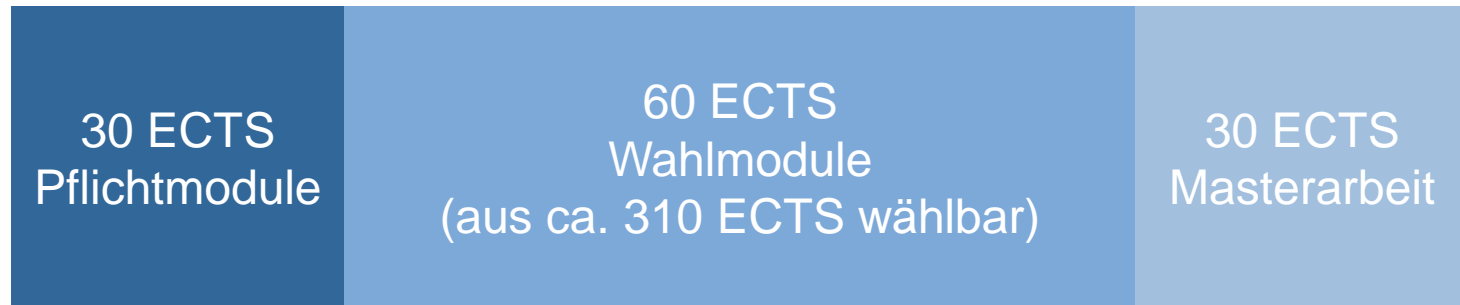 30 ECTS
Pflichtmodule
60 ECTS
Wahlmodule
(aus ca. 310 ECTS wählbar)
30 ECTS
Masterarbeit